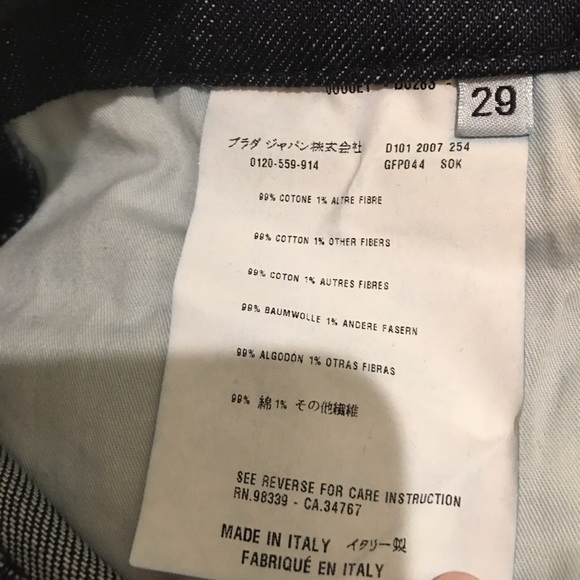 29
プラダ ジャパン株式会社 D101 2007 254
0120-559-914 GFP044 SOK
99% COTONE 1% ALTRE FIBRE
99% COTTON 1% OTHER FIBERS
99% COTON 1% AUTRES FIBRES
99% BAUMWOLLE 1% ANDERE FASERN
99% ALGODÓN 1% OTRAS FIBRAS
99% 綿 1% その他繊維
SEE REVERSE FOR CARE INSTRUCTION
RN.98339 - CA.34767
MADE IN ITALY イタリー製
FABRIQUÉ EN ITALY